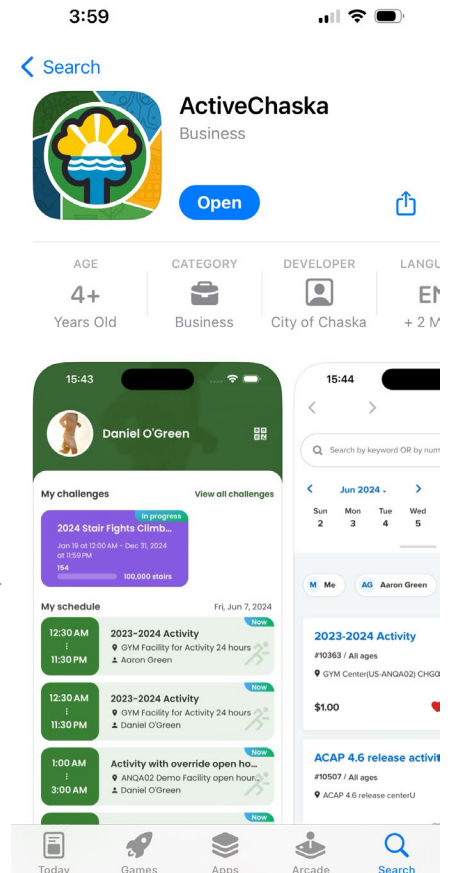 3:59
Search
ActiveChaska
Business
Open
AGE
4+
Years Old
CATEGORY
Business
DEVELOPER
City of Chaska
LANGU
+ 2 M
15:43
Daniel O'Green
My challenges
View all challenges
In progress
2024 Stair Fights Climb...
Jan 19 at 12:00 AM - Dec 31, 2024
at 11:59 PM
154
100,000 stairs
My schedule
Fri, Jun 7, 2024
Now
12:30 AM
11:30 PM
2023-2024 Activity
GYM Facility for Activity 24 hours
Aaron Green
Now
12:30 AM
11:30 PM
2023-2024 Activity
GYM Facility for Activity 24 hours
Daniel O'Green
Now
1:00 AM
3:00 AM
Activity with override open ho...
ANQA02 Demo Facility open hour...
Daniel O'Green
Now
15:44
Search by keyword OR by num
Jun 2024
Sun Mon Tue Wed
2 3 4 5
M Me
AG Aaron Green
2023-2024 Activity
#10363 / All ages
GYM Center(US-ANQA02) CHG
$1.00
ACAP 4.6 release activi
#10507 / All ages
ACAP 4.6 release centerU
Today
Games
Apps
Arcade
Search